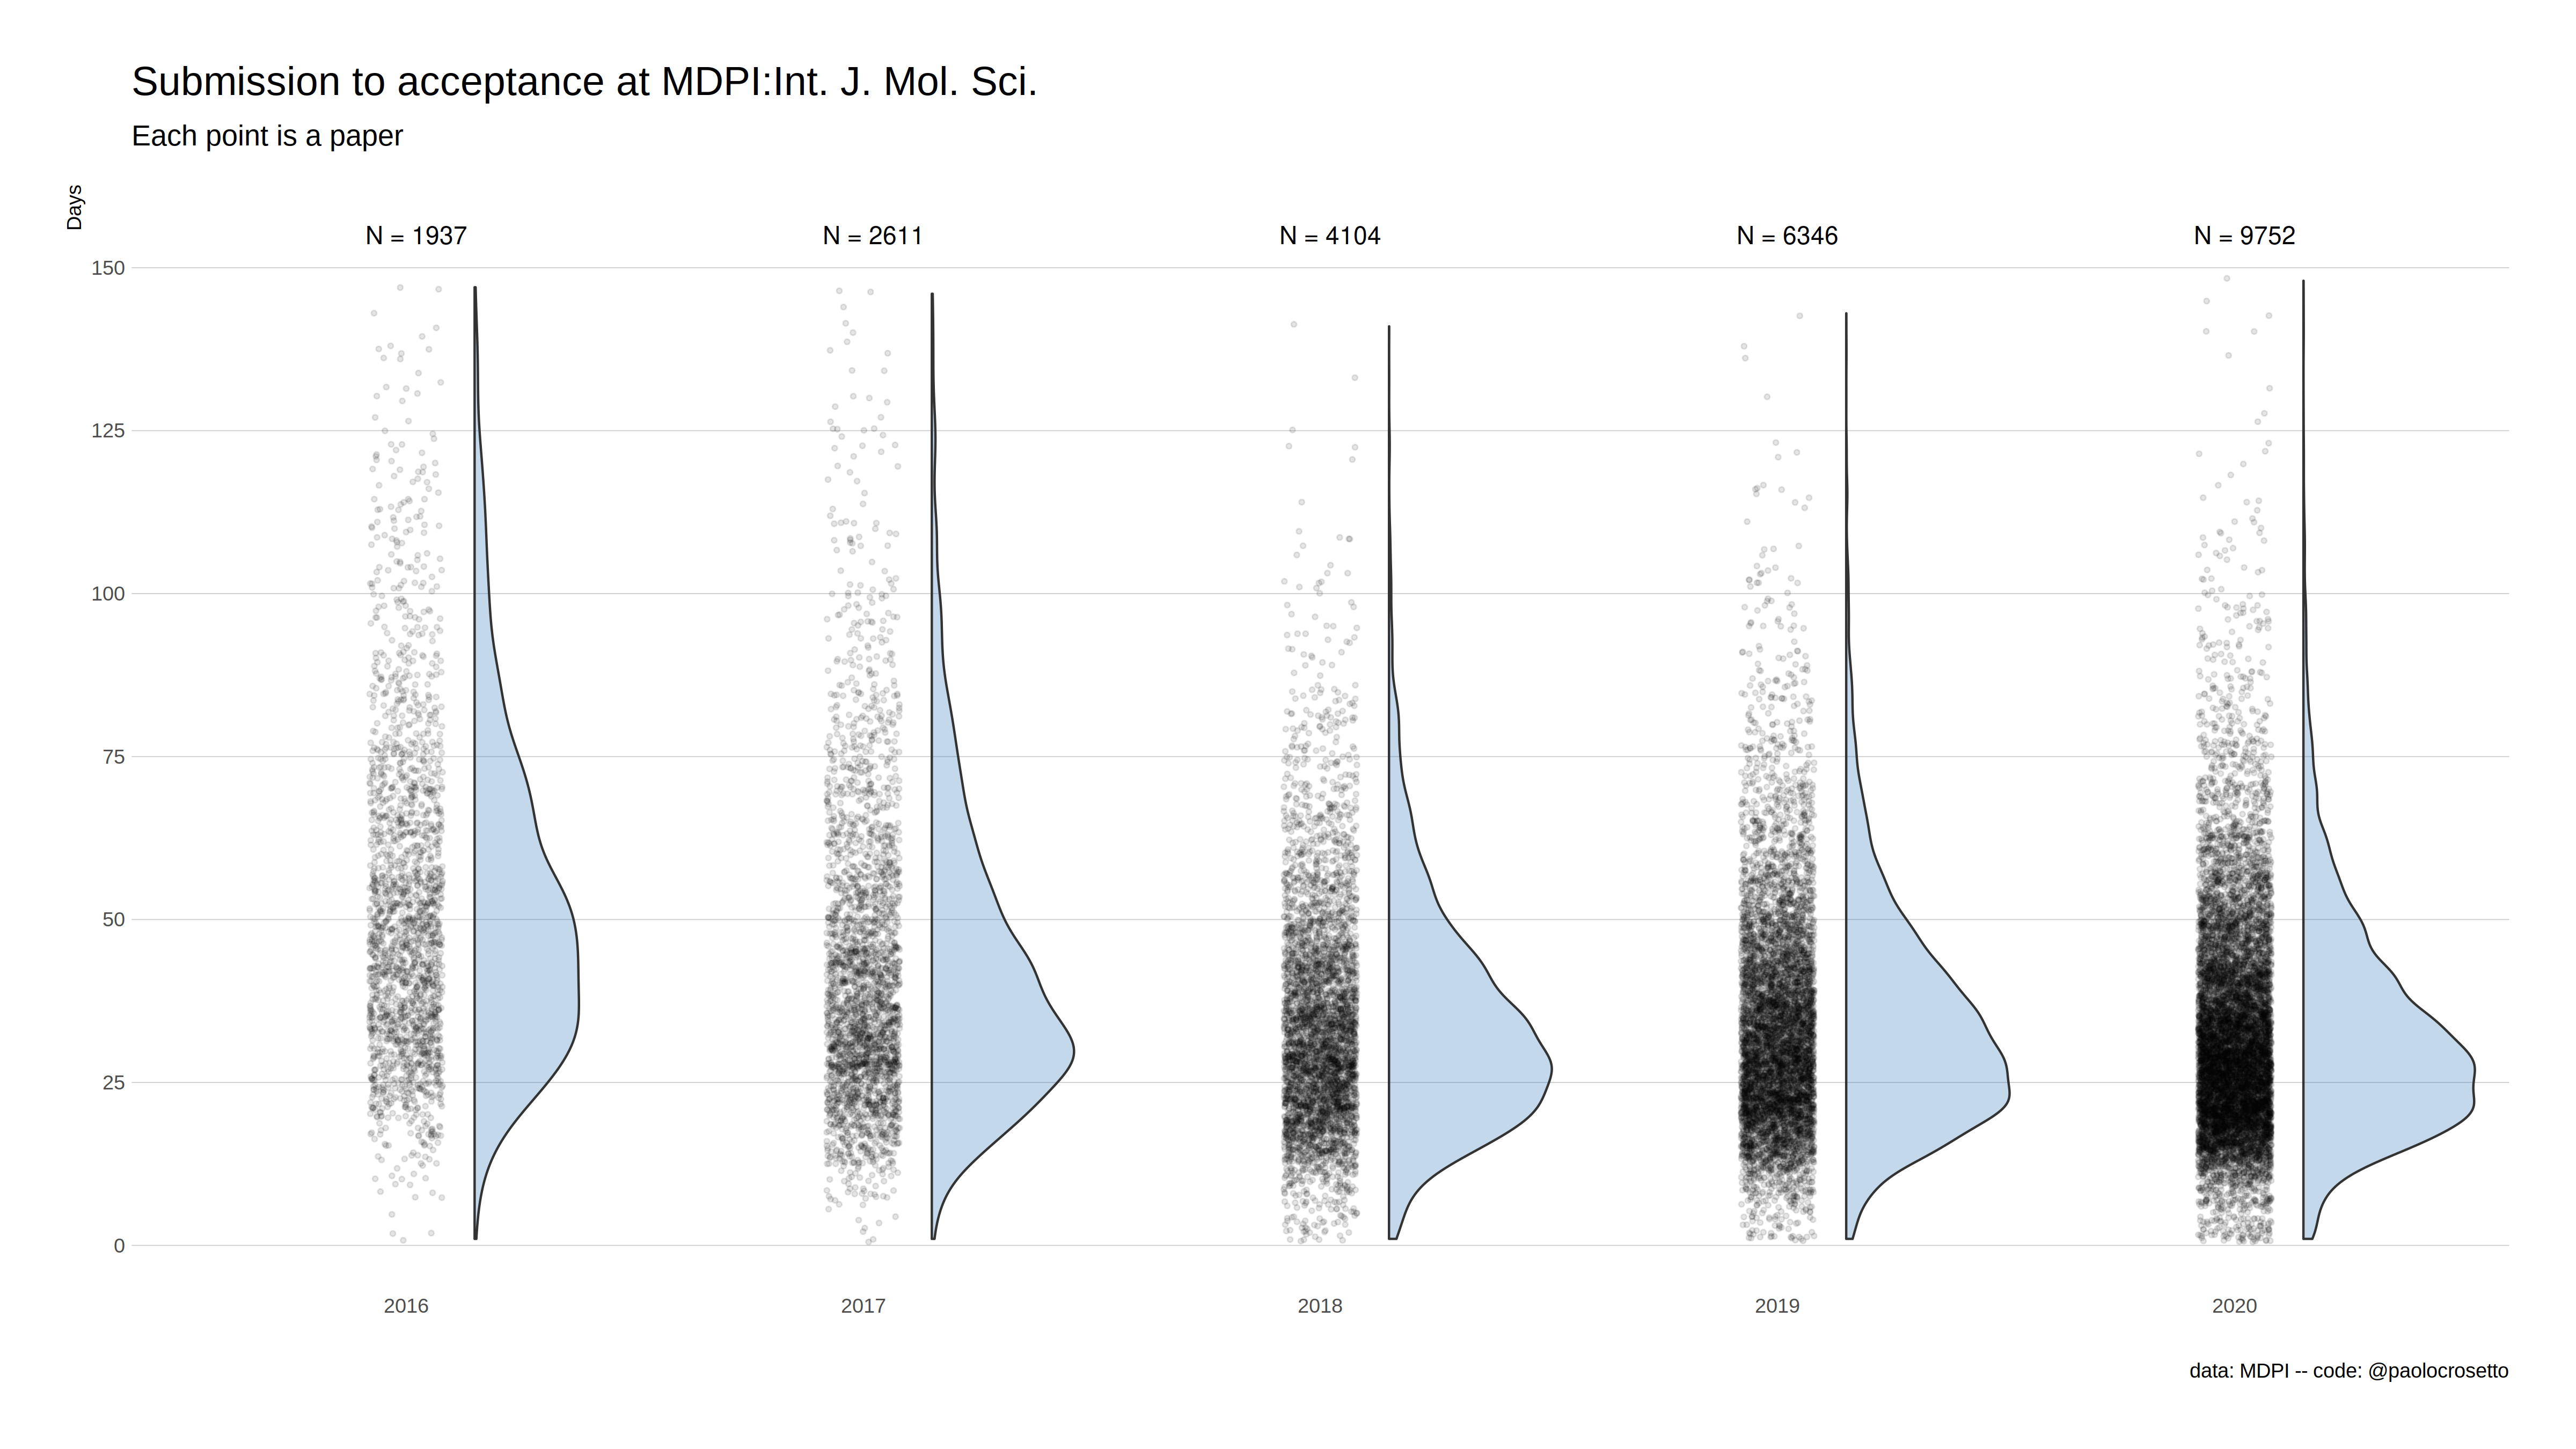 Submission to acceptance at MDPI:Int. J. Mol. Sci.
Each point is a paper
Days
N = 1937
N = 2611
N = 4104
N = 6346
N = 9752
150
125
100
75
50
25
0
2016
2017
2018
2019
2020
data: MDPI -- code: @paolocrosetto